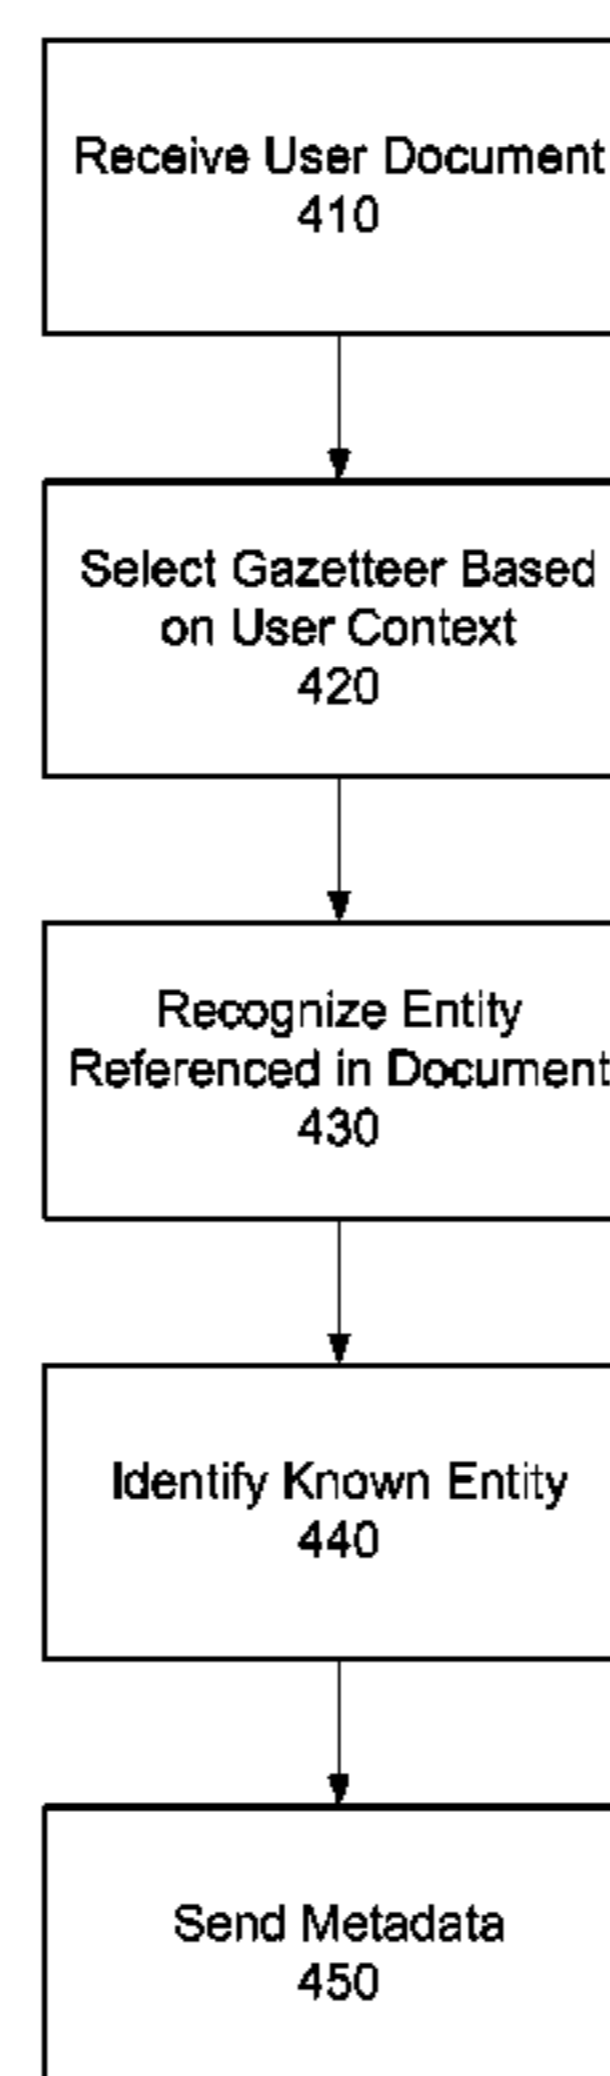 Receive User Document
410
Select Gazetteer Based
on User Context
420
Recognize Entity
Referenced in Document
430
Identify Known Entity
440
Send Metadata
450